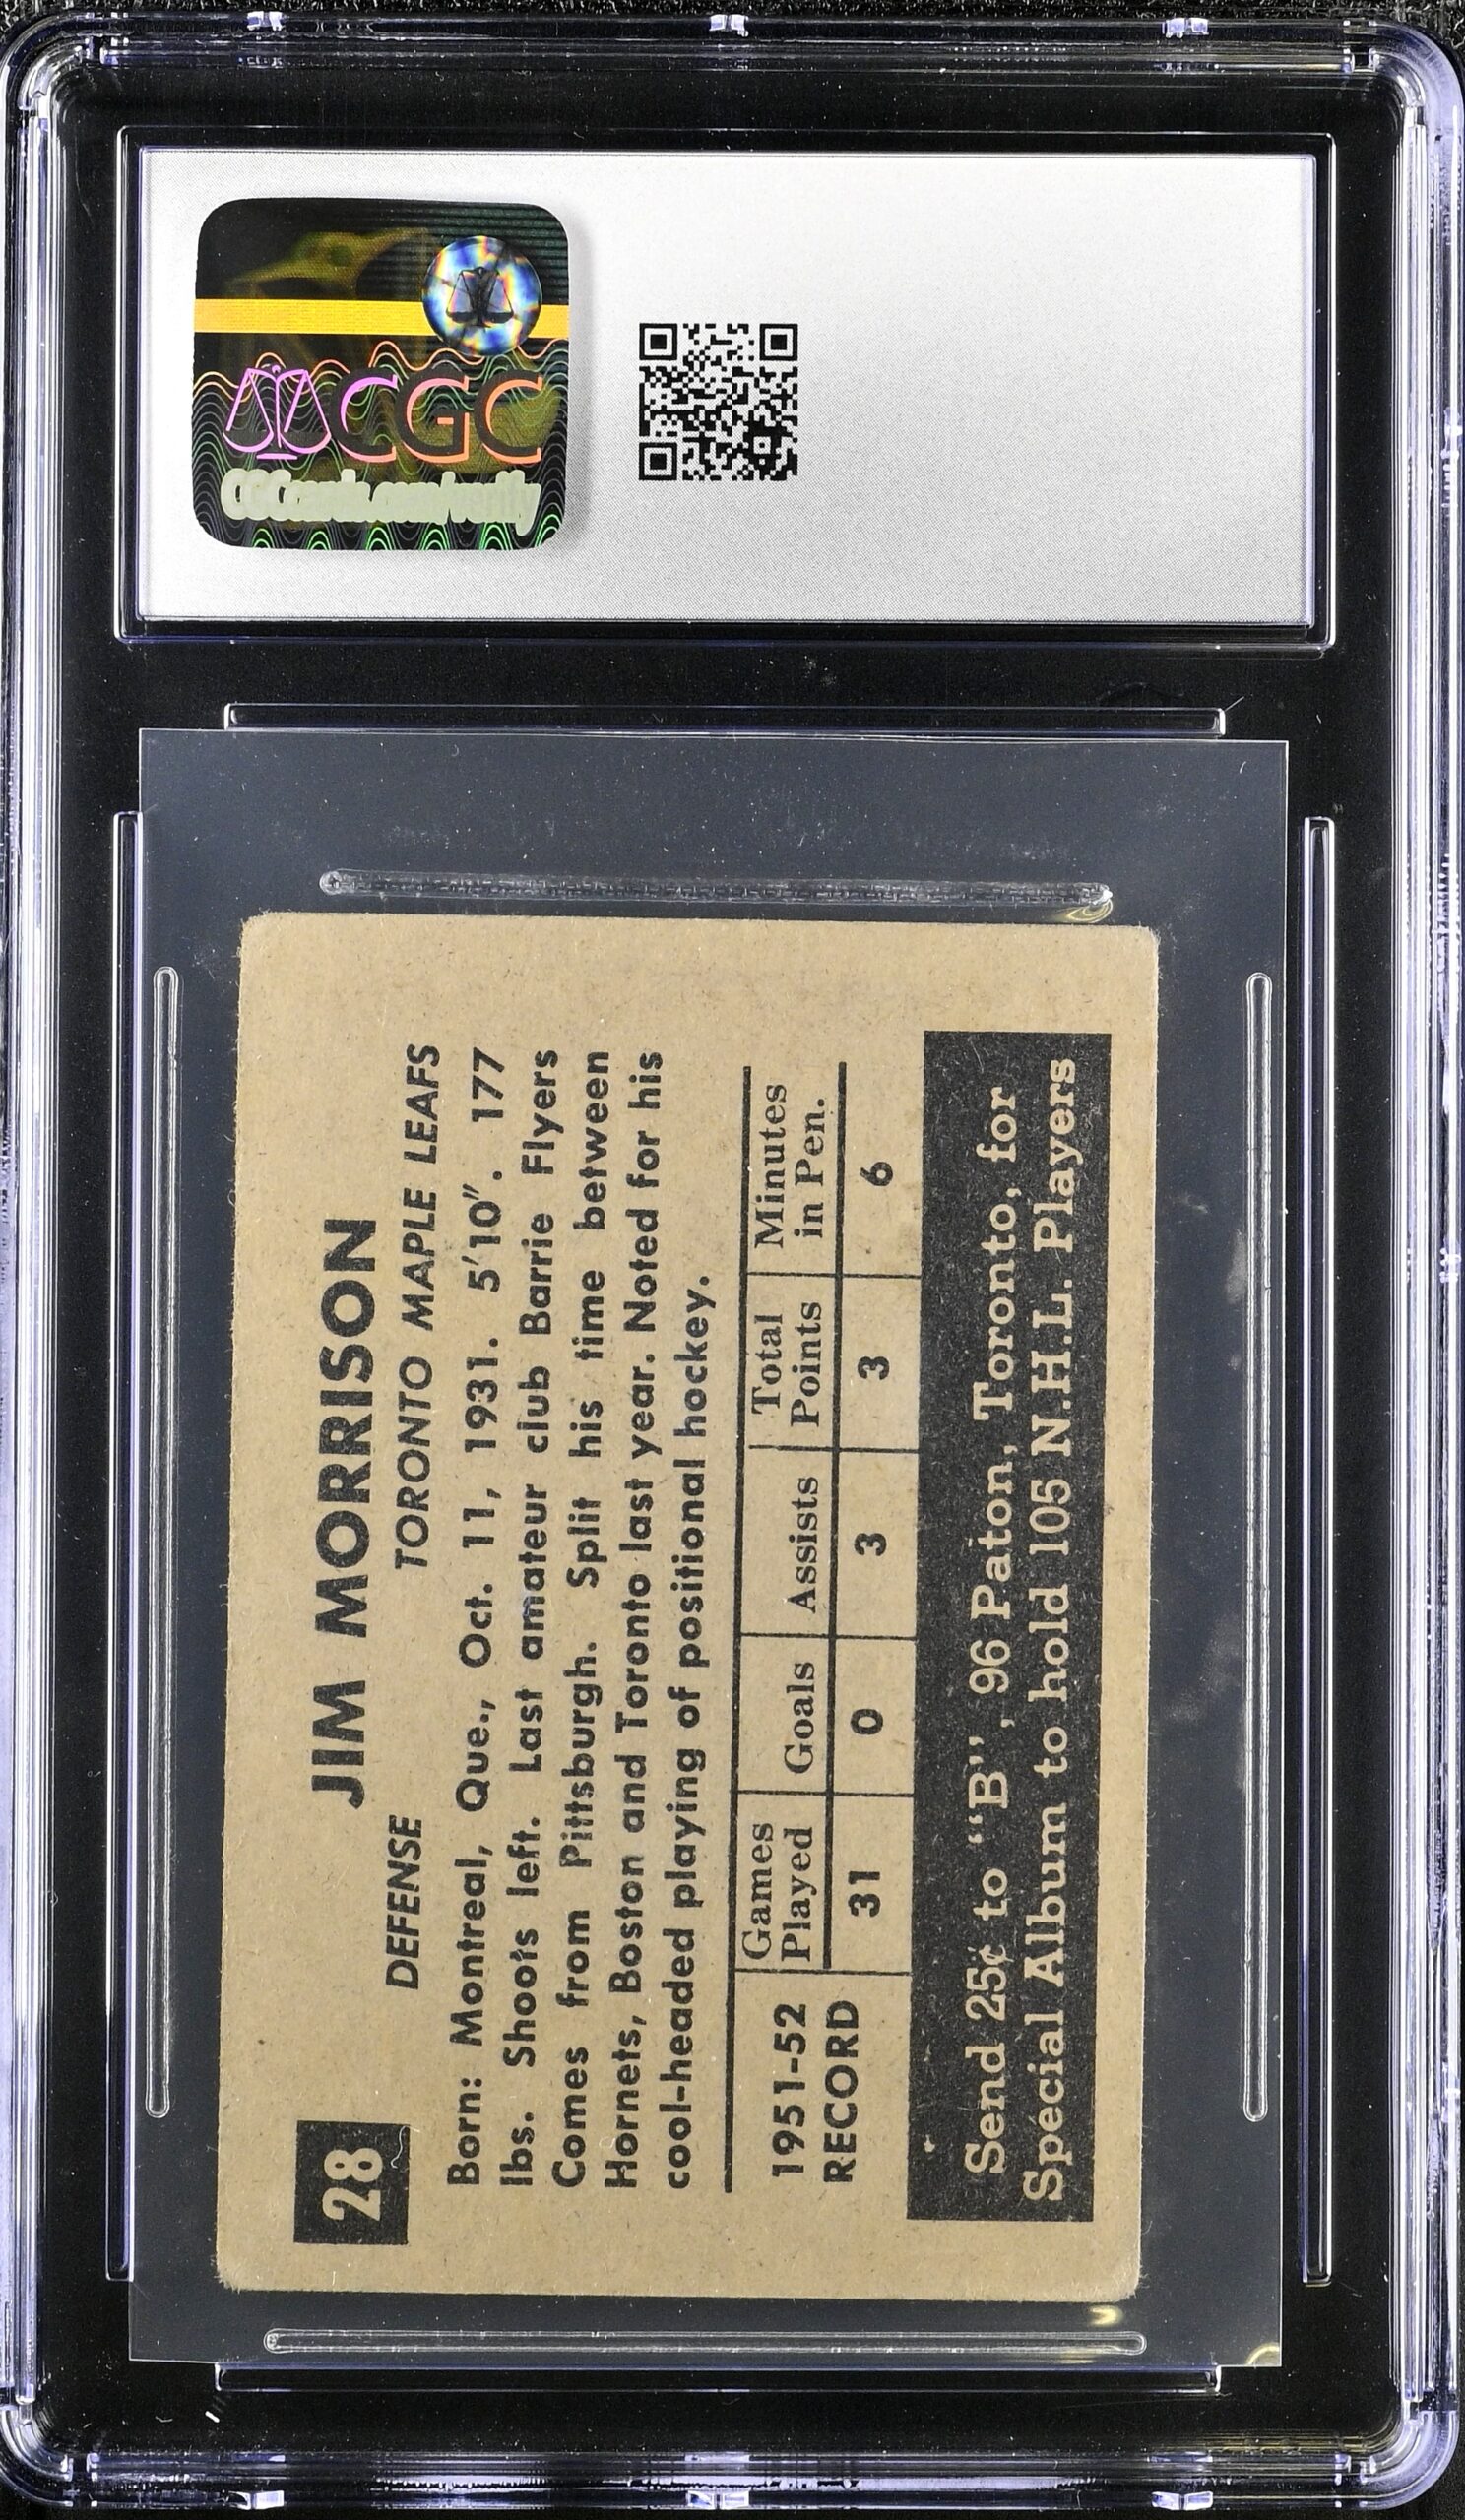 CGC
CGCcards.com/verify
28
JIM MORRISON
DEFENSE TORONTO MAPLE LEAFS
Born: Montreal, Que., Oct. 11, 1931. 5'10". 177
lbs. Shoots left. Last amateur club Barrie Flyers
Comes from Pittsburgh. Split his time between
Hornets, Boston and Toronto last year. Noted for his
cool-headed playing of positional hockey.
1951-52 RECORD
Games Played Goals Assists Total Points Minutes in Pen.
31 0 3 3 6
Send 25¢ to "B", 96 Paton, Toronto, for
Special Album to hold 105 N.H.L. Players